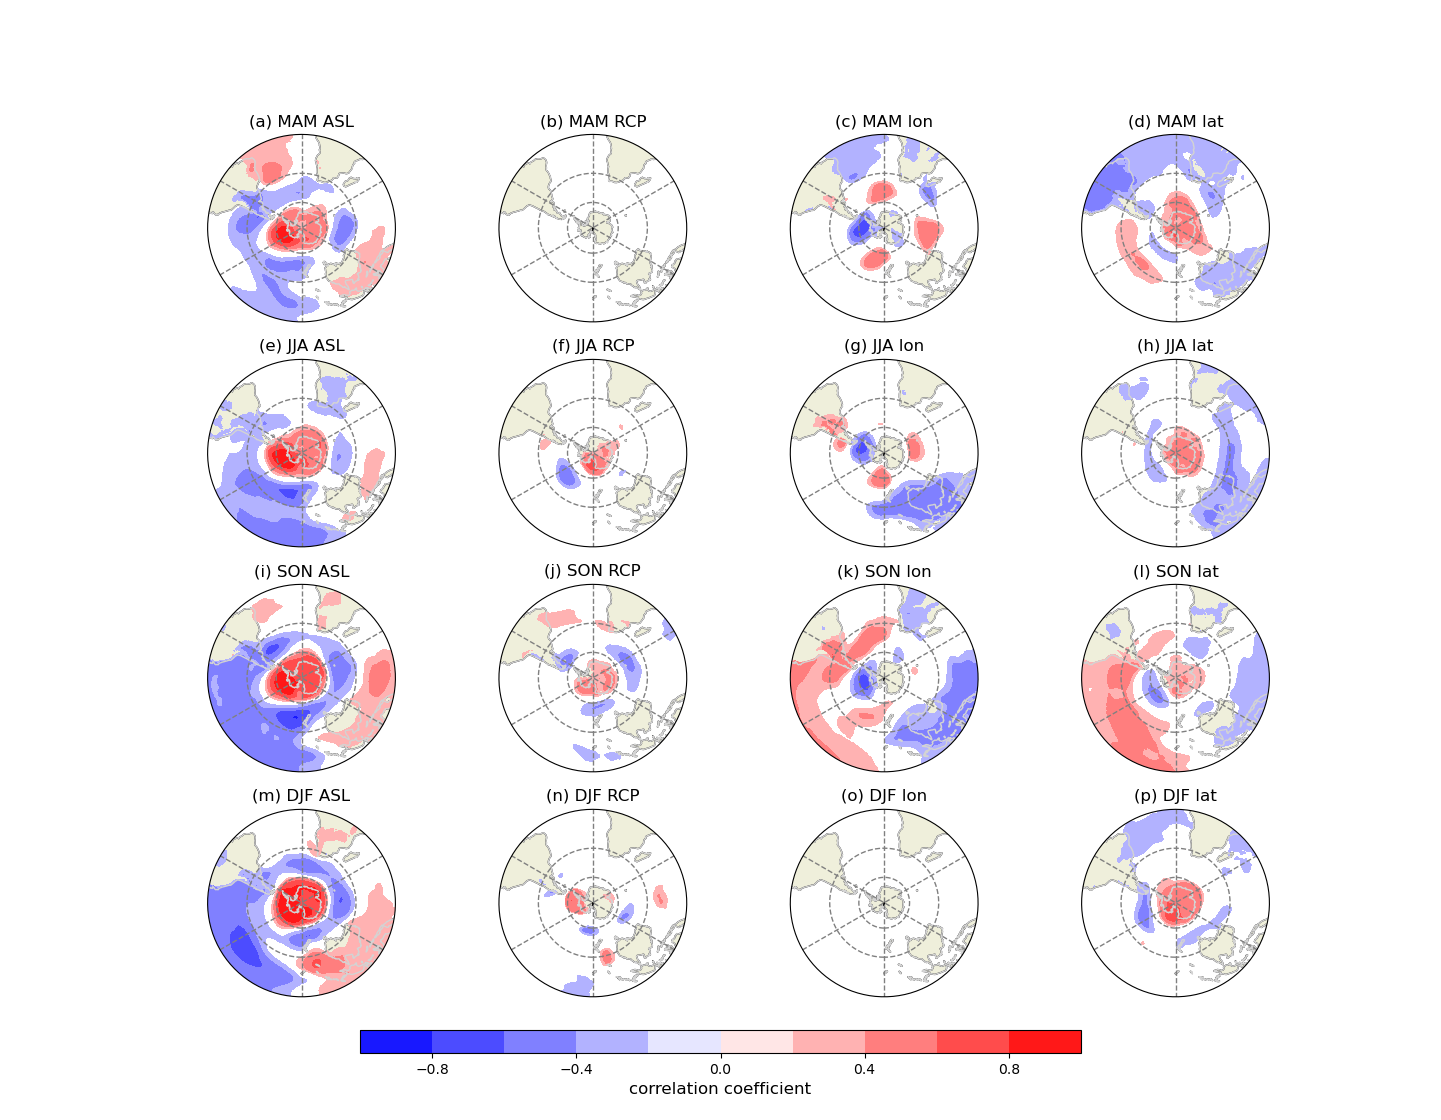 (a) MAM ASL
(b) MAM RCP
(c) MAM lon
(d) MAM lat
(e) JJA ASL
(f) JJA RCP
(g) JJA lon
(h) JJA lat
(i) SON ASL
(j) SON RCP
(k) SON lon
(l) SON lat
(m) DJF ASL
(n) DJF RCP
(o) DJF lon
(p) DJF lat
−0.8 −0.4 0.0 0.4 0.8
correlation coefficient